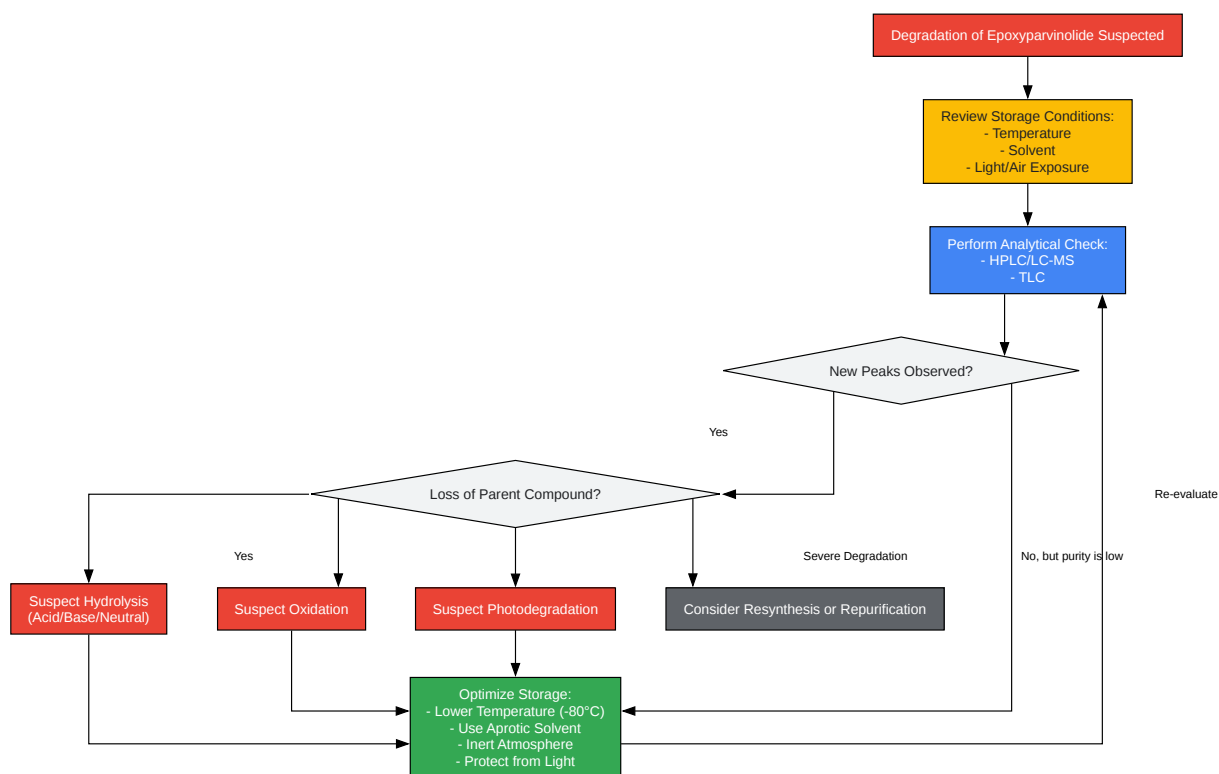 Degradation of Epoxyparvinolide Suspected
Review Storage Conditions:
- Temperature
- Solvent
- Light/Air Exposure
Perform Analytical Check:
- HPLC/LC-MS
- TLC
New Peaks Observed?
Yes
Loss of Parent Compound?
Re-evaluate
Yes
Severe Degradation
No, but purity is low
Suspect Hydrolysis
(Acid/Base/Neutral)
Suspect Oxidation
Suspect Photodegradation
Consider Resynthesis or Repurification
Optimize Storage:
- Lower Temperature (-80°C)
- Use Aprotic Solvent
- Inert Atmosphere
- Protect from Light